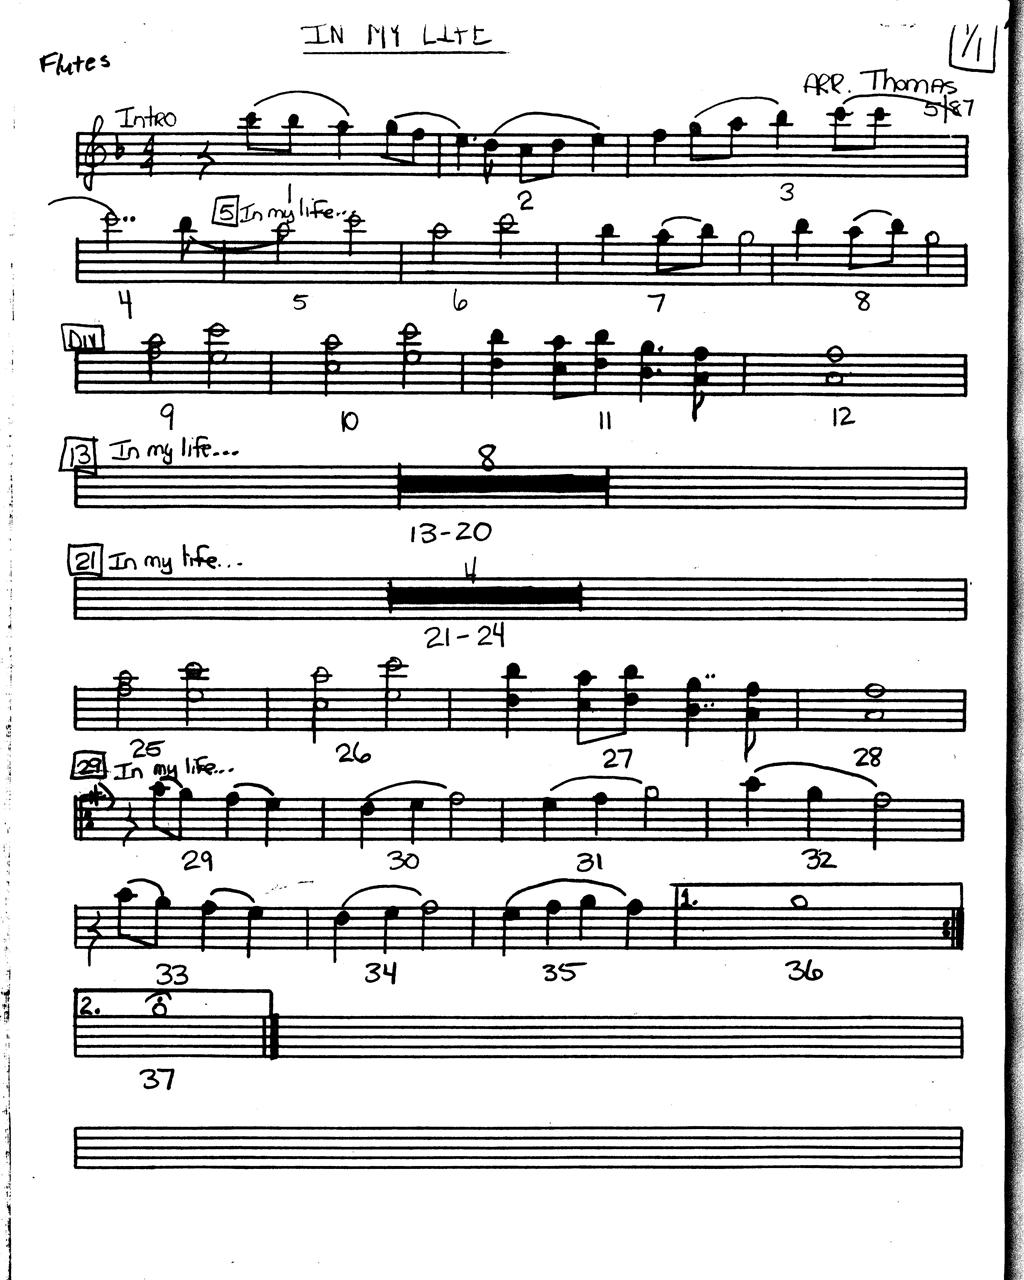 IN MY LIFE
1/1
Flutes
ARR. Thomas
5/87
Intro
4
4
1 2 3
5 In my life...
4 5 6 7 8
DIV
9 10 11 12
13 In my life...
8
13-20
21 In my life...
4
21-24
25 26 27 28
29 In my life...
29 30 31 32
1.
33 34 35 36
2.
37